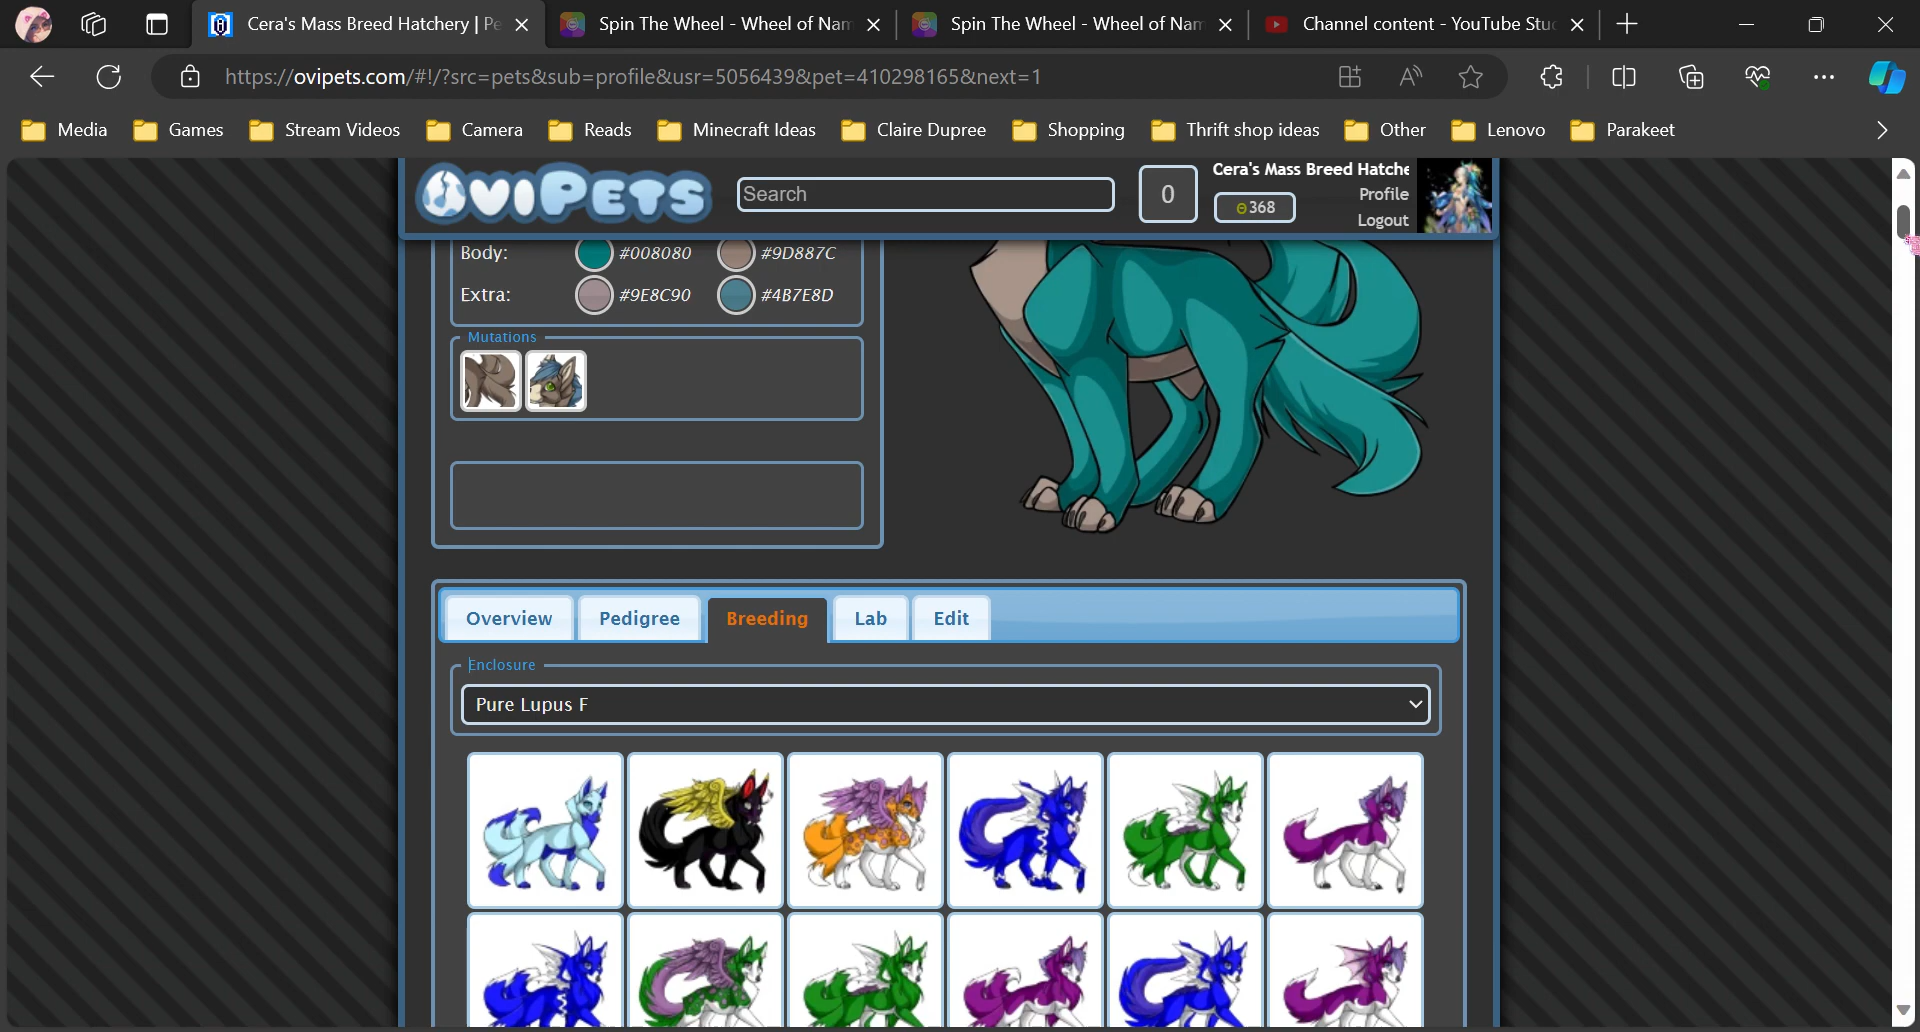 Cera's Mass Breed Hatchery | Pe
Spin The Wheel - Wheel of Nam
Spin The Wheel - Wheel of Nam
Channel content - YouTube Stu
https://ovipets.com/#!/?src=pets&sub=profile&usr=5056439&pet=410298165&next=1
Media
Games
Stream Videos
Camera
Reads
Minecraft Ideas
Claire Dupree
Shopping
Thrift shop ideas
Other
Lenovo
Parakeet
OviPets
Search
0
Cera's Mass Breed Hatche
368
Profile
Logout
Body: #008080 #9D887C
Extra: #9E8C90 #4B7E8D
Mutations
Overview
Pedigree
Breeding
Lab
Edit
Enclosure
Pure Lupus F